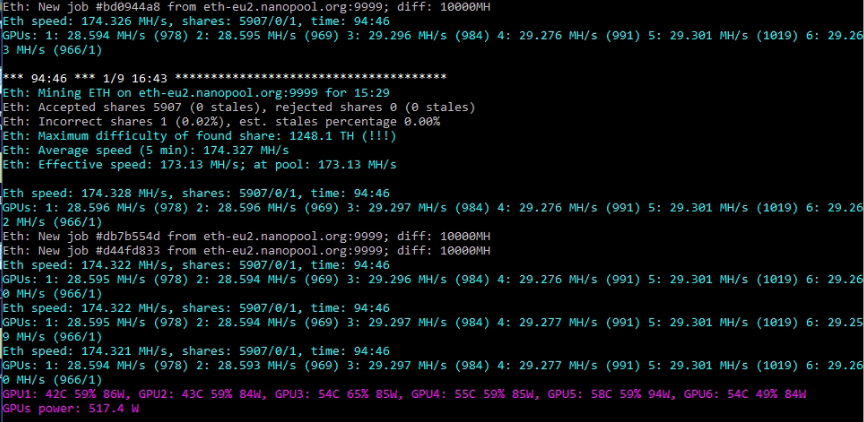 Eth: New job #bd0944a8 from eth-eu2.nanopool.org:9999; diff: 10000MH
Eth speed: 174.326 MH/s, shares: 5907/0/1, time: 94:46
GPUs: 1: 28.594 MH/s (978) 2: 28.595 MH/s (969) 3: 29.296 MH/s (984) 4: 29.276 MH/s (991) 5: 29.301 MH/s (1019) 6: 29.26
3 MH/s (966/1)
*** 94:46 *** 1/9 16:43 **************************************
Eth: Mining ETH on eth-eu2.nanopool.org:9999 for 15:29
Eth: Accepted shares 5907 (0 stales), rejected shares 0 (0 stales)
Eth: Incorrect shares 1 (0.02%), est. stales percentage 0.00%
Eth: Maximum difficulty of found share: 1248.1 TH (!!!)
Eth: Average speed (5 min): 174.327 MH/s
Eth: Effective speed: 173.13 MH/s; at pool: 173.13 MH/s
Eth speed: 174.328 MH/s, shares: 5907/0/1, time: 94:46
GPUs: 1: 28.596 MH/s (978) 2: 28.596 MH/s (969) 3: 29.297 MH/s (984) 4: 29.276 MH/s (991) 5: 29.301 MH/s (1019) 6: 29.26
2 MH/s (966/1)
Eth: New job #db7b554d from eth-eu2.nanopool.org:9999; diff: 10000MH
Eth: New job #d44fd833 from eth-eu2.nanopool.org:9999; diff: 10000MH
Eth speed: 174.322 MH/s, shares: 5907/0/1, time: 94:46
GPUs: 1: 28.595 MH/s (978) 2: 28.594 MH/s (969) 3: 29.296 MH/s (984) 4: 29.276 MH/s (991) 5: 29.301 MH/s (1019) 6: 29.26
0 MH/s (966/1)
Eth speed: 174.322 MH/s, shares: 5907/0/1, time: 94:46
GPUs: 1: 28.595 MH/s (978) 2: 28.594 MH/s (969) 3: 29.297 MH/s (984) 4: 29.277 MH/s (991) 5: 29.301 MH/s (1019) 6: 29.25
9 MH/s (966/1)
Eth speed: 174.321 MH/s, shares: 5907/0/1, time: 94:46
GPUs: 1: 28.594 MH/s (978) 2: 28.593 MH/s (969) 3: 29.297 MH/s (984) 4: 29.277 MH/s (991) 5: 29.301 MH/s (1019) 6: 29.26
0 MH/s (966/1)
GPU1: 42C 59% 86W, GPU2: 43C 59% 84W, GPU3: 54C 65% 85W, GPU4: 55C 59% 85W, GPU5: 58C 59% 94W, GPU6: 54C 49% 84W
GPUs power: 517.4 W